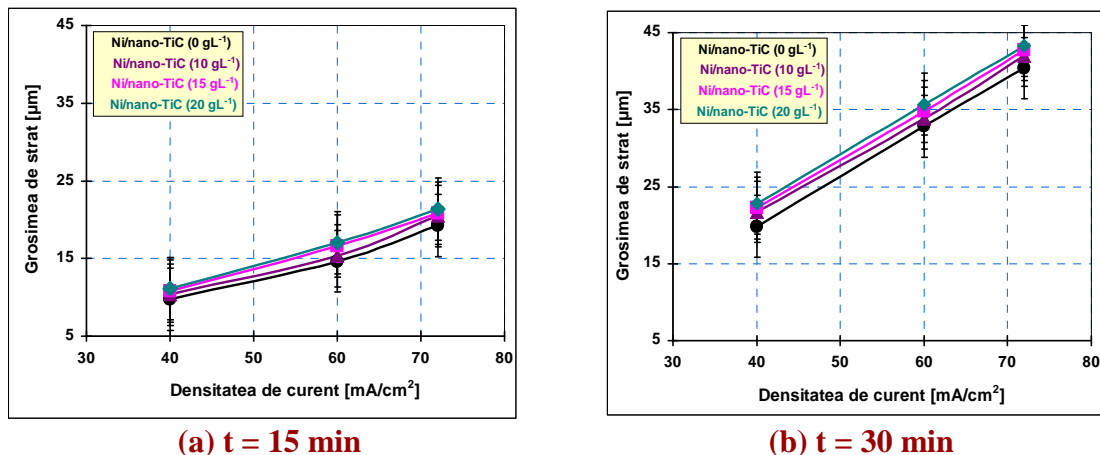 45
35
25
15
5
30 40 50 60 70 80
Grosimea de strat [µm]
Densitatea de curent [mA/cm²]
Ni/nano-TiC (0 gL⁻¹)
Ni/nano-TiC (10 gL⁻¹)
Ni/nano-TiC (15 gL⁻¹)
Ni/nano-TiC (20 gL⁻¹)
(a) t = 15 min
45
35
25
15
5
30 40 50 60 70 80
Grosimea de strat [µm]
Densitatea de curent [mA/cm²]
Ni/nano-TiC (0 gL⁻¹)
Ni/nano-TiC (10 gL⁻¹)
Ni/nano-TiC (15 gL⁻¹)
Ni/nano-TiC (20 gL⁻¹)
(b) t = 30 min